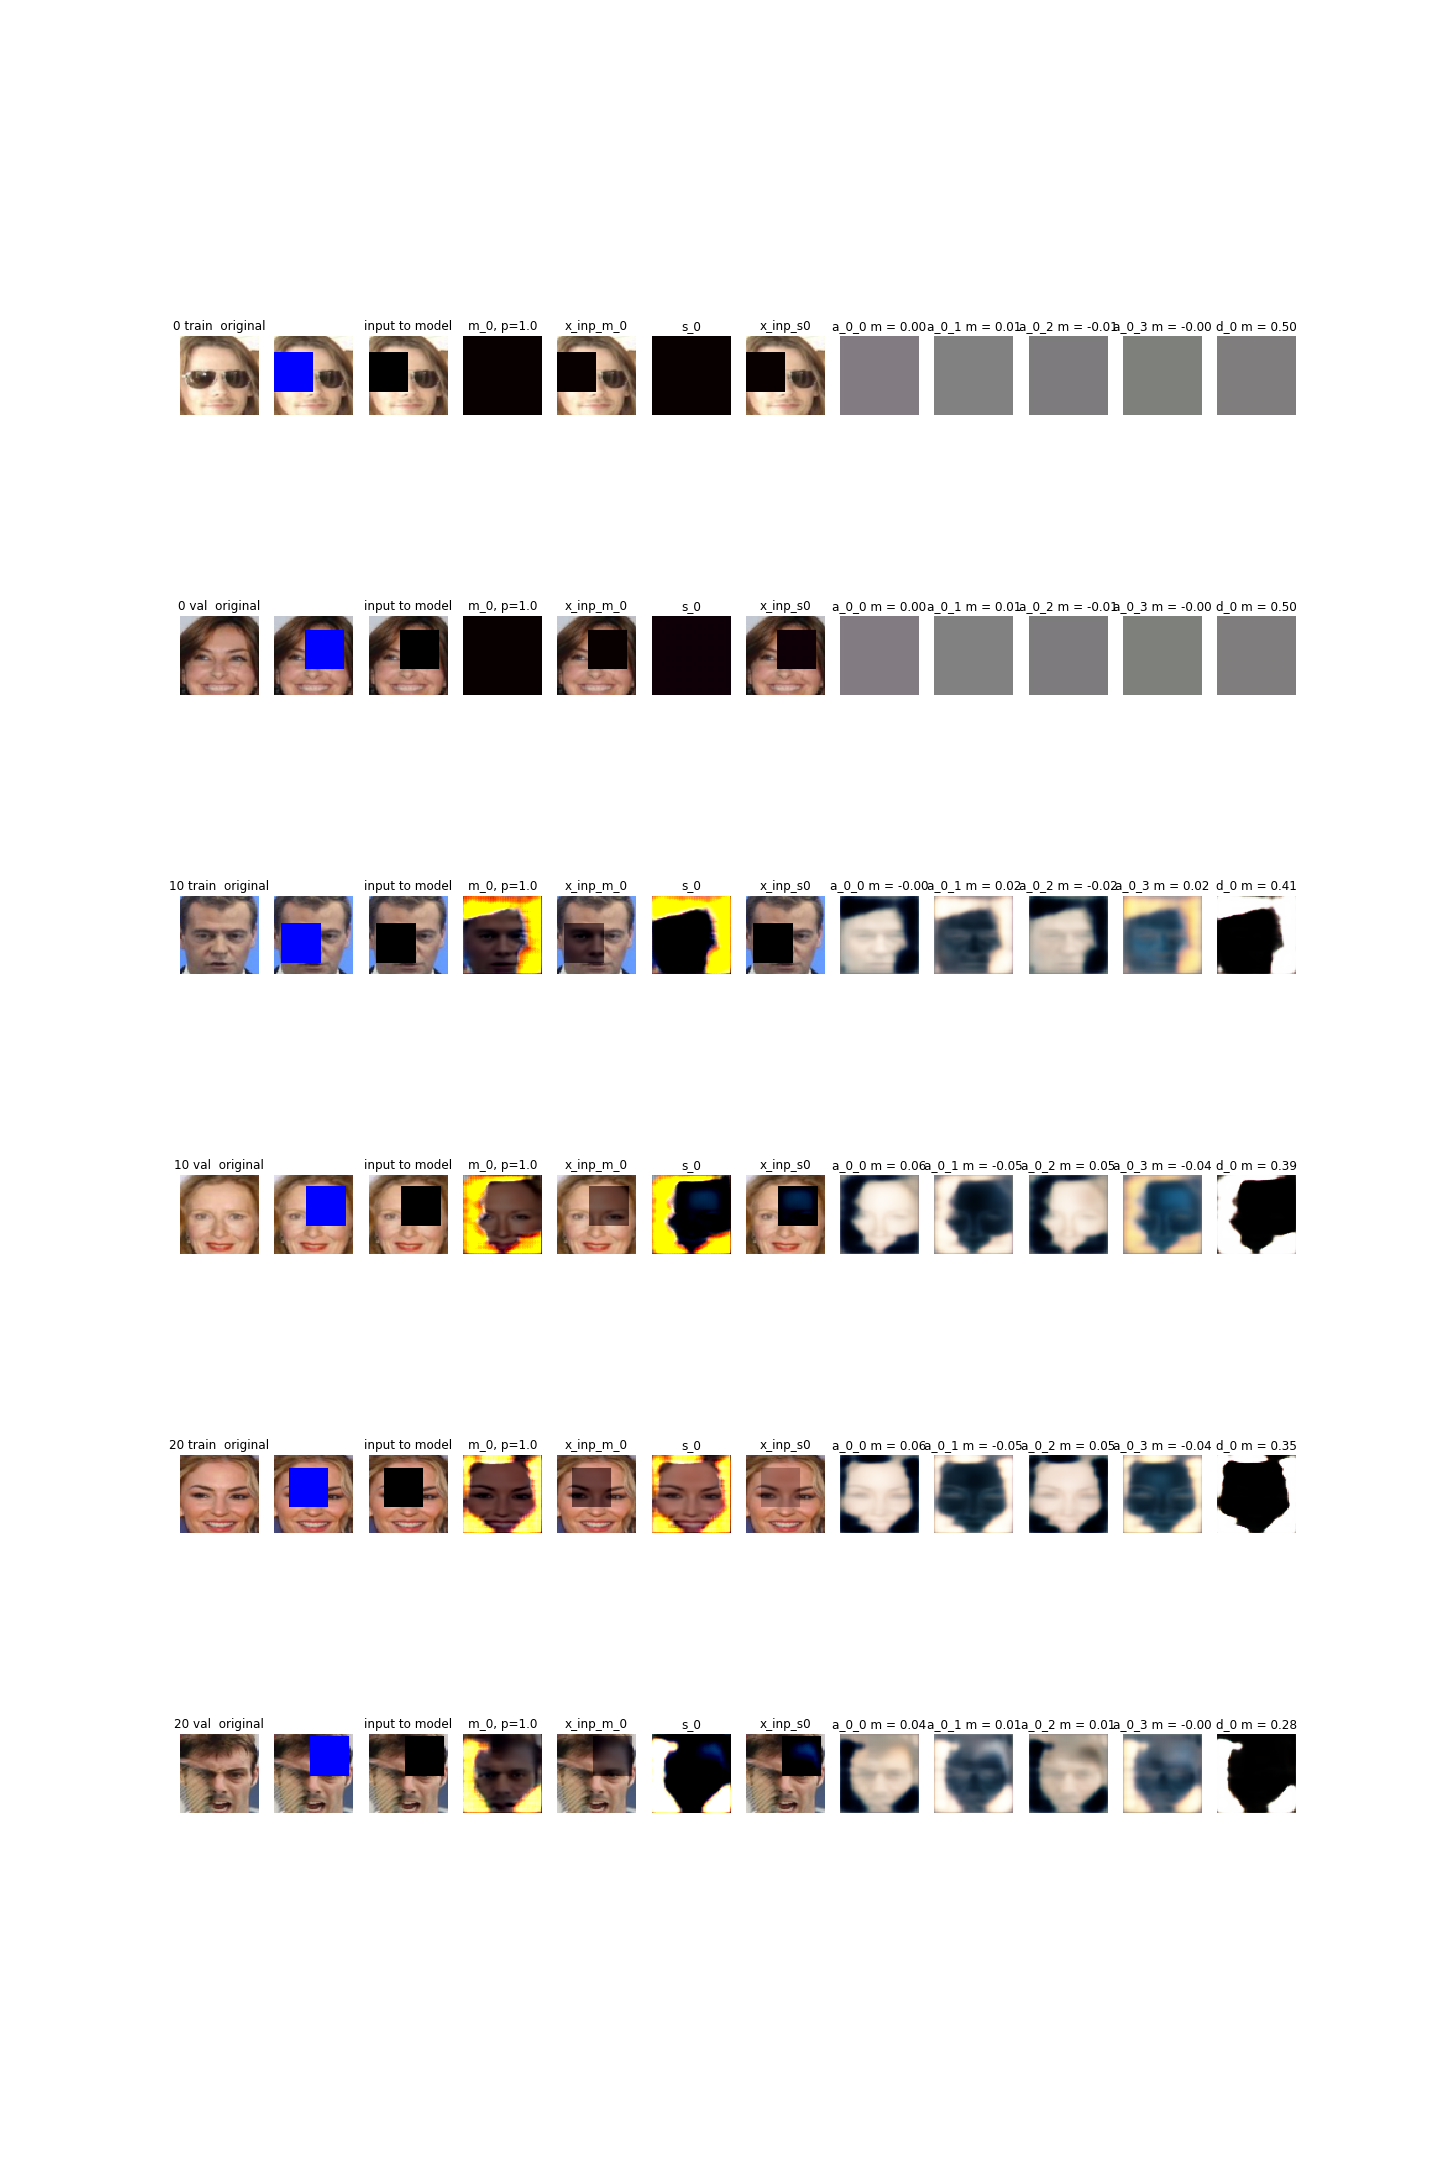 0 train  original input to model m_0, p=1.0 x_inp_m_0 s_0 x_inp_s0 a_0_0 m = 0.00 a_0_1 m = 0.01 a_0_2 m = -0.01 a_0_3 m = -0.00 d_0 m = 0.50
0 val  original input to model m_0, p=1.0 x_inp_m_0 s_0 x_inp_s0 a_0_0 m = 0.00 a_0_1 m = 0.01 a_0_2 m = -0.01 a_0_3 m = -0.00 d_0 m = 0.50
10 train  original input to model m_0, p=1.0 x_inp_m_0 s_0 x_inp_s0 a_0_0 m = -0.00 a_0_1 m = 0.02 a_0_2 m = -0.02 a_0_3 m = 0.02 d_0 m = 0.41
10 val  original input to model m_0, p=1.0 x_inp_m_0 s_0 x_inp_s0 a_0_0 m = 0.06 a_0_1 m = -0.05 a_0_2 m = 0.05 a_0_3 m = -0.04 d_0 m = 0.39
20 train  original input to model m_0, p=1.0 x_inp_m_0 s_0 x_inp_s0 a_0_0 m = 0.06 a_0_1 m = -0.05 a_0_2 m = 0.05 a_0_3 m = -0.04 d_0 m = 0.35
20 val  original input to model m_0, p=1.0 x_inp_m_0 s_0 x_inp_s0 a_0_0 m = 0.04 a_0_1 m = 0.01 a_0_2 m = 0.01 a_0_3 m = -0.00 d_0 m = 0.28